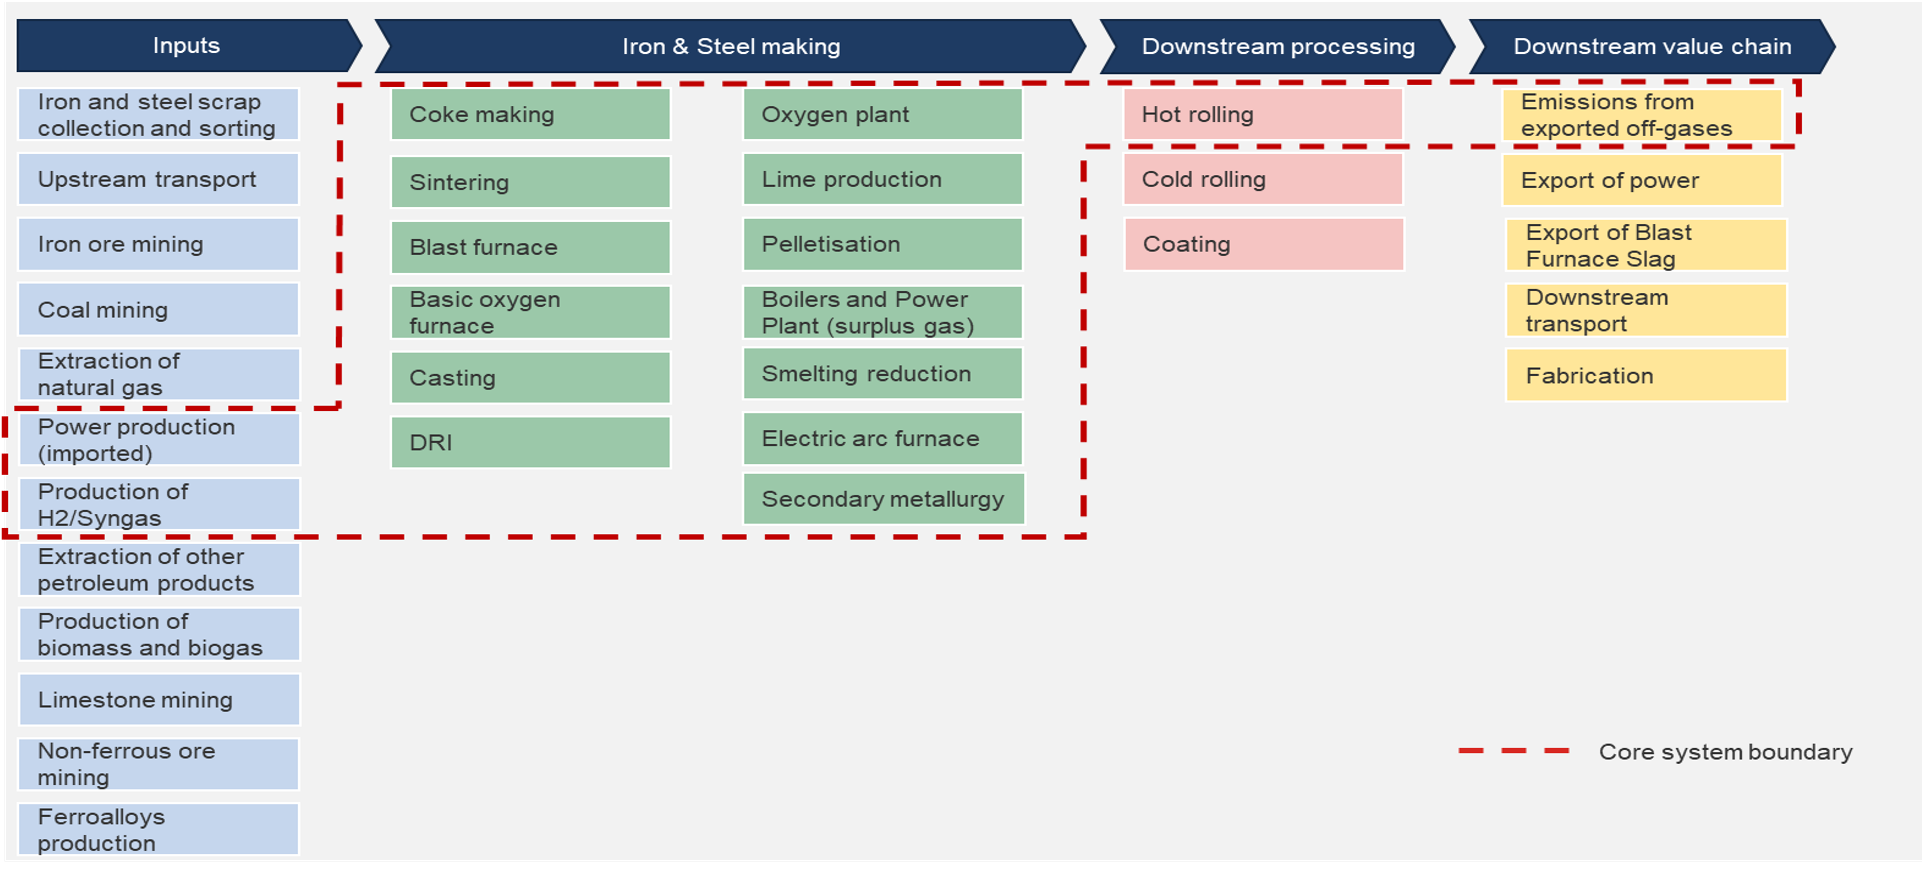 Inputs
Iron & Steel making
Downstream processing
Downstream value chain
Iron and steel scrap
collection and sorting
Upstream transport
Iron ore mining
Coal mining
Extraction of
natural gas
Power production
(imported)
Production of
H2/Syngas
Extraction of other
petroleum products
Production of
biomass and biogas
Limestone mining
Non-ferrous ore
mining
Ferroalloys
production
Coke making
Sintering
Blast furnace
Basic oxygen
furnace
Casting
DRI
Oxygen plant
Lime production
Pelletisation
Boilers and Power
Plant (surplus gas)
Smelting reduction
Electric arc furnace
Secondary metallurgy
Hot rolling
Cold rolling
Coating
Emissions from
exported off-gases
Export of power
Export of Blast
Furnace Slag
Downstream
transport
Fabrication
Core system boundary